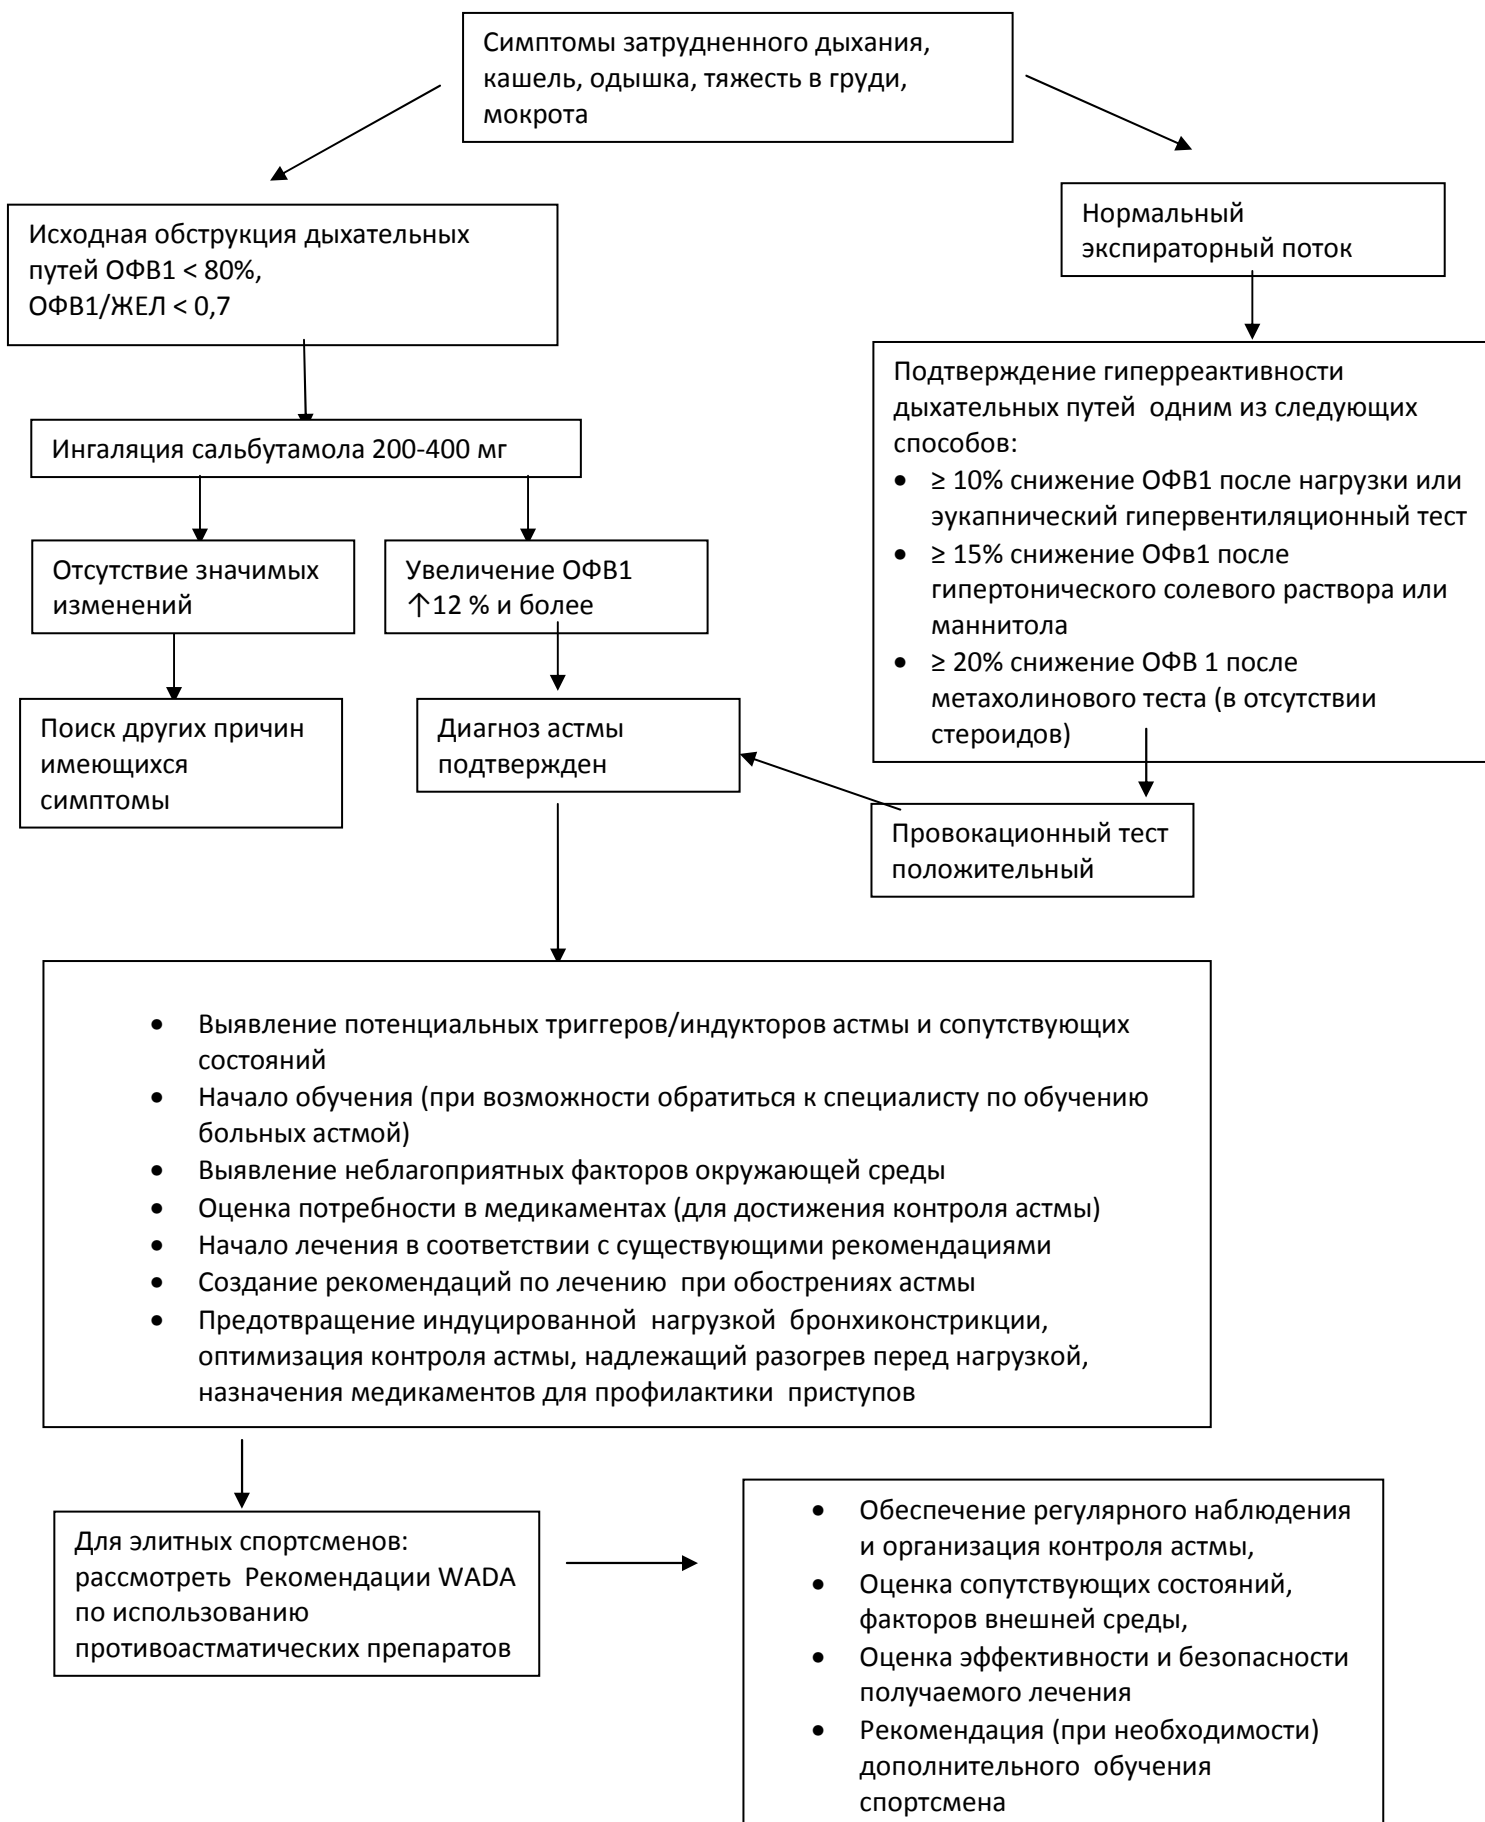 Симптомы затрудненного дыхания,
кашель, одышка, тяжесть в груди,
мокрота
Исходная обструкция дыхательных
путей ОФВ1 < 80%,
ОФВ1/ЖЕЛ < 0,7
Нормальный
экспираторный поток
Ингаляция сальбутамола 200-400 мг
Отсутствие значимых
изменений
Увеличение ОФВ1
↑12 % и более
Поиск других причин
имеющихся
симптомы
Диагноз астмы
подтвержден
Подтверждение гиперреактивности
дыхательных путей одним из следующих
способов:
• ≥ 10% снижение ОФВ1 после нагрузки или
эукапнический гипервентиляционный тест
• ≥ 15% снижение ОФв1 после
гипертонического солевого раствора или
маннитола
• ≥ 20% снижение ОФВ 1 после
метахолинового теста (в отсутствии
стероидов)
Провокационный тест
положительный
• Выявление потенциальных триггеров/индукторов астмы и сопутствующих
состояний
• Начало обучения (при возможности обратиться к специалисту по обучению
больных астмой)
• Выявление неблагоприятных факторов окружающей среды
• Оценка потребности в медикаментах (для достижения контроля астмы)
• Начало лечения в соответствии с существующими рекомендациями
• Создание рекомендаций по лечению при обострениях астмы
• Предотвращение индуцированной нагрузкой бронхиконстрикции,
оптимизация контроля астмы, надлежащий разогрев перед нагрузкой,
назначения медикаментов для профилактики приступов
Для элитных спортсменов:
рассмотреть Рекомендации WADA
по использованию
противоастматических препаратов
• Обеспечение регулярного наблюдения
и организация контроля астмы,
• Оценка сопутствующих состояний,
факторов внешней среды,
• Оценка эффективности и безопасности
получаемого лечения
• Рекомендация (при необходимости)
дополнительного обучения
спортсмена